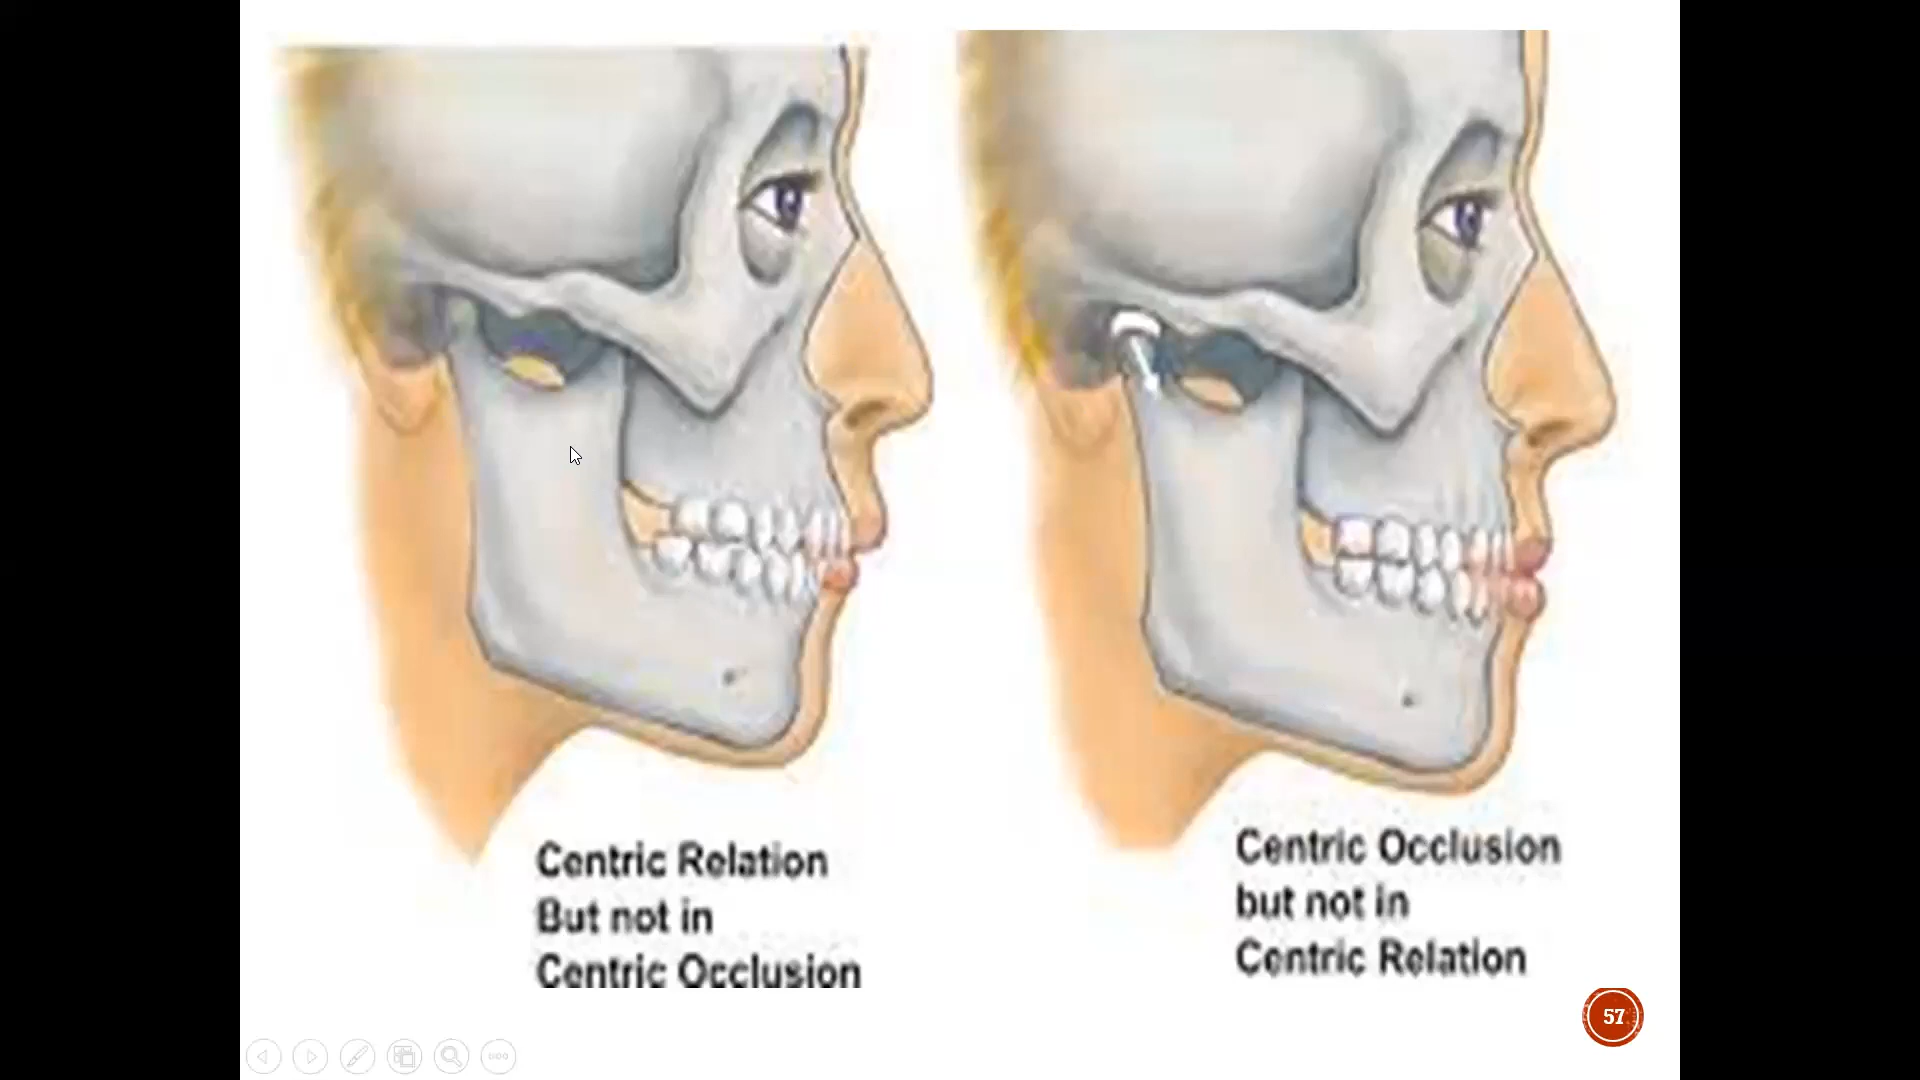 Centric Relation
But not in
Centric Occlusion
Centric Occlusion
but not in
Centric Relation
57